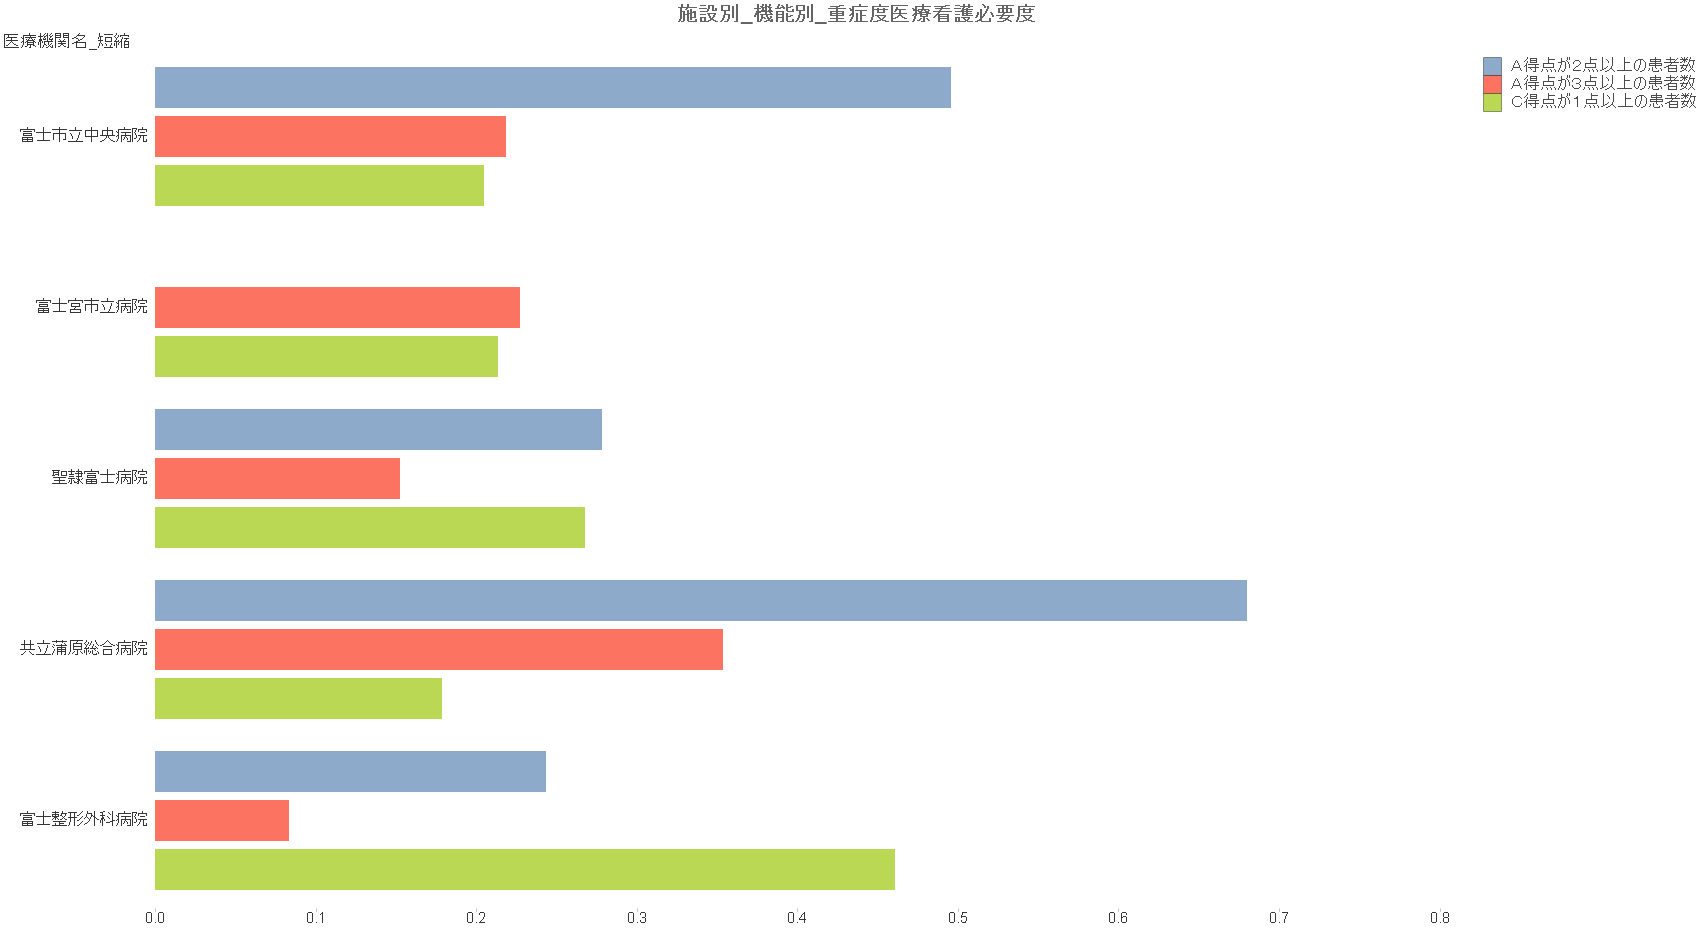 施設別_機能別_重症度医療看護必要度
医療機関名_短縮
A得点が2点以上の患者数
A得点が3点以上の患者数
C得点が1点以上の患者数
富士市立中央病院
富士宮市立病院
聖隷富士病院
共立蒲原総合病院
富士整形外科病院
0.0 0.1 0.2 0.3 0.4 0.5 0.6 0.7 0.8